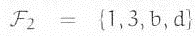 F₂ = {1, 3, b, d}